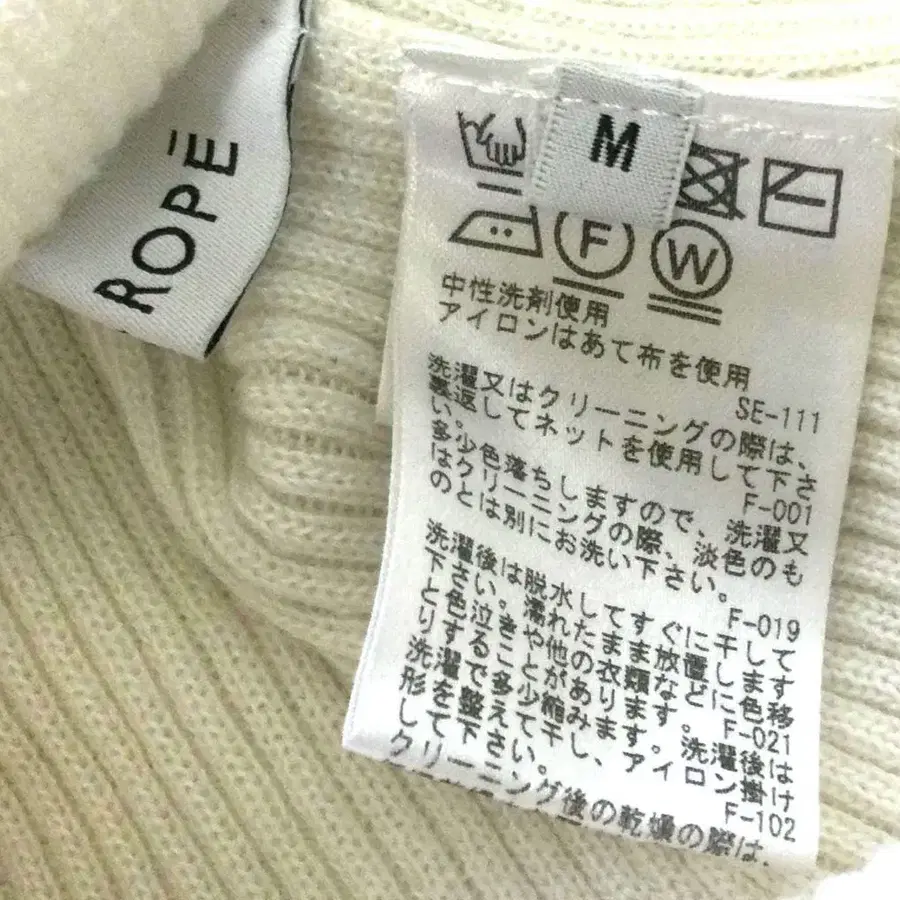 ROPĒ
M
F W
中性洗剤使用
アイロンはあて布を使用
SE-111
洗濯又はクリーニングの際は、
裏返してネットを使用して下さ
い。
F-001
多少色落ちしますので、洗濯又
はクリーニングの際、淡色のも
のとは別にお洗い下さい。
F-019
洗濯後は脱水してすぐに干して
下さい。濡れたまま放置します
と色泣きや他の衣類などに色移
りすることがあります。
F-021
洗濯で多少縮みます。洗濯後は
形を整えて干し、アイロン掛け
して下さい。
F-102
クリーニング後の乾燥の際は、